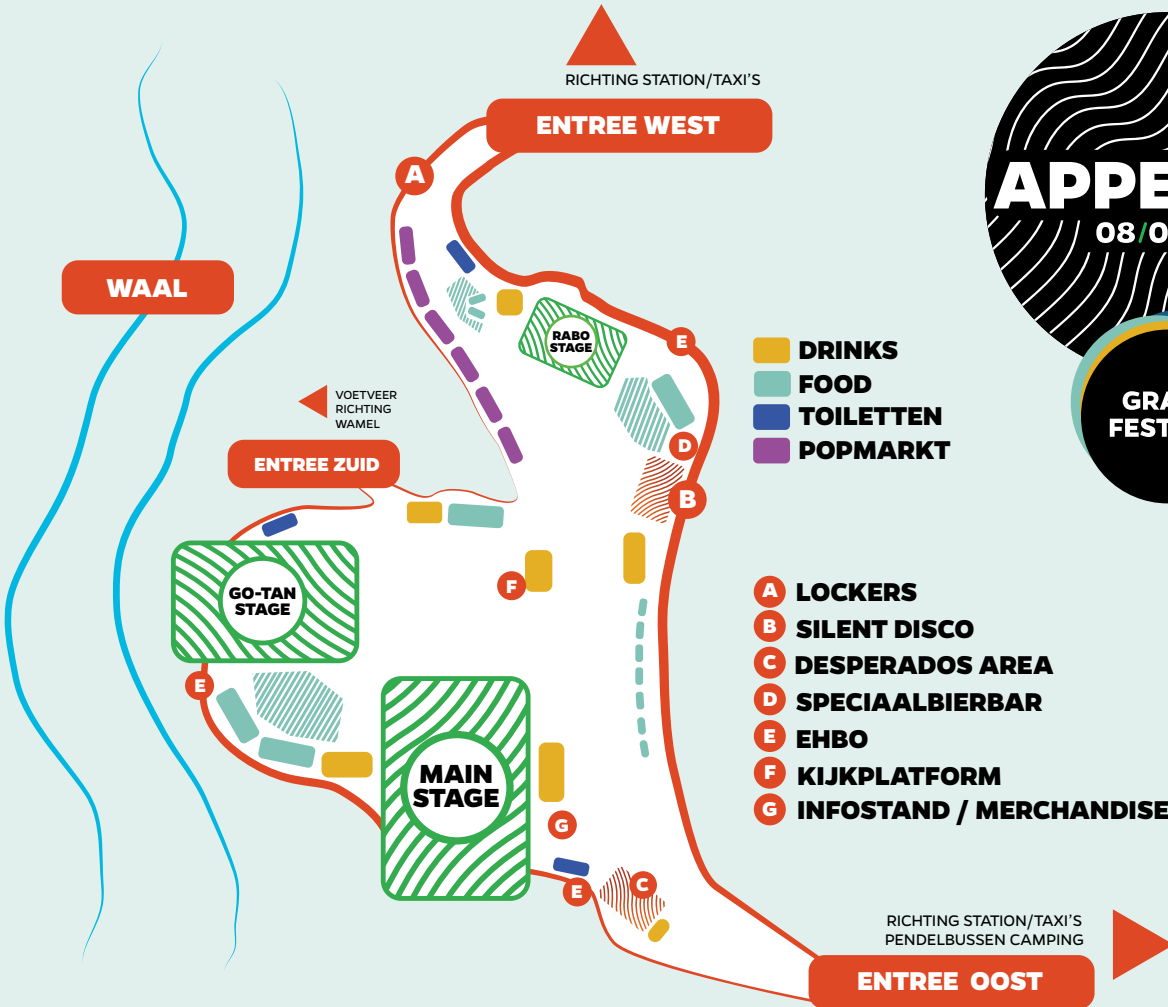 RICHTING STATION/TAXI'S
ENTREE WEST
A
WAAL
RABO
STAGE
E
VOETVEER
RICHTING
WAMEL
ENTREE ZUID
D
B
F
GO-TAN
STAGE
E
MAIN
STAGE
G
E
C
DRINKS
FOOD
TOILETTEN
POPMARKT
A LOCKERS
B SILENT DISCO
C DESPERADOS AREA
D SPECIAALBIERBAR
E EHBO
F KIJKPLATFORM
G INFOSTAND / MERCHANDISE
RICHTING STATION/TAXI'S
PENDELBUSSEN CAMPING
ENTREE OOST
APPE
08/0
GRA
FEST